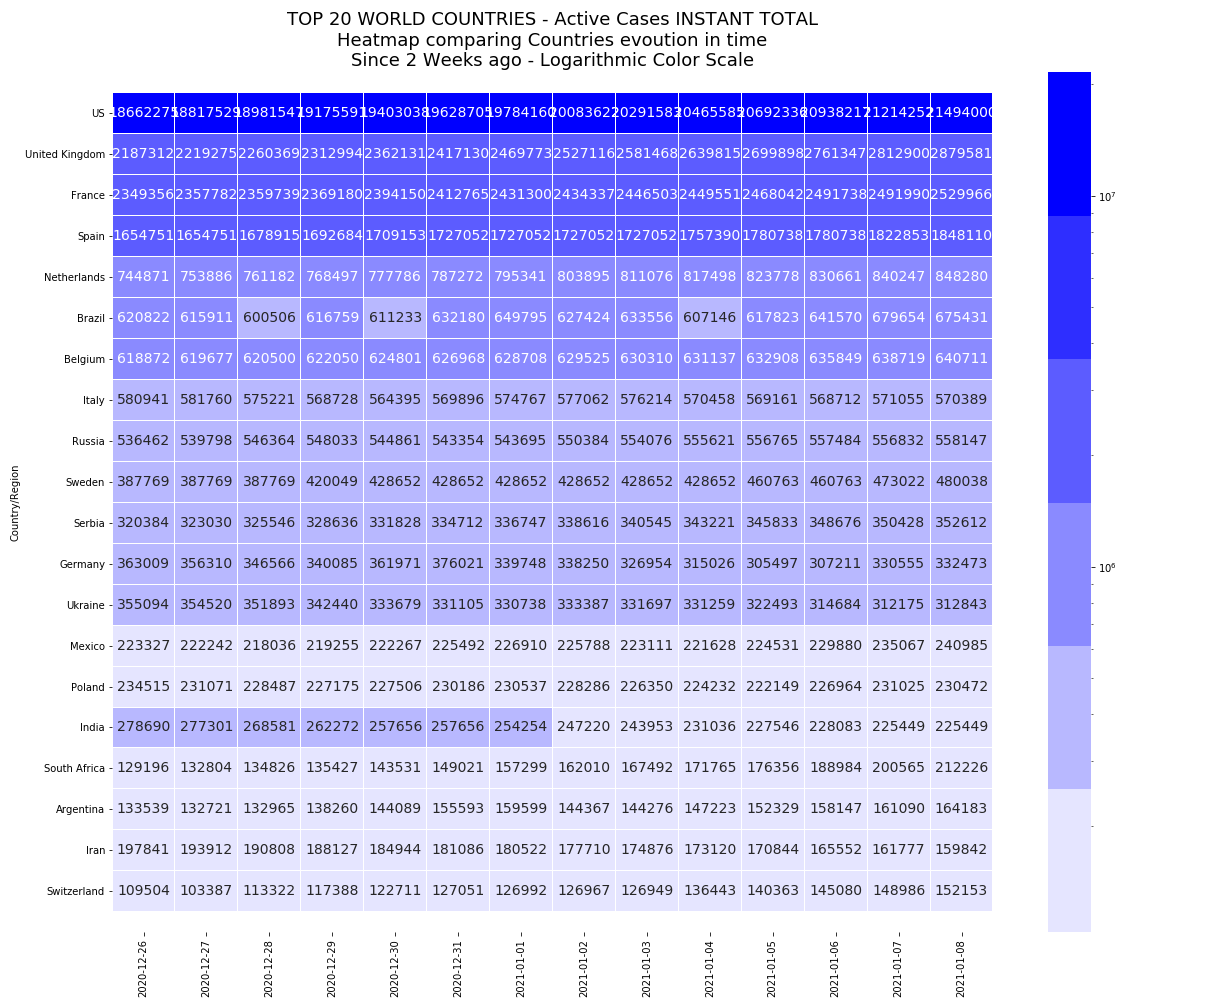 TOP 20 WORLD COUNTRIES - Active Cases INSTANT TOTAL
Heatmap comparing Countries evoution in time
Since 2 Weeks ago - Logarithmic Color Scale
US 18662275 18817529 18981547 19175591 19403038 19628705 19784160 20083622 20291582 20465585 20692336 20938217 21214252 21494000
United Kingdom 2187312 2219275 2260369 2312994 2362131 2417130 2469773 2527116 2581468 2639815 2699898 2761347 2812900 2879581
France 2349356 2357782 2359739 2369180 2394150 2412765 2431300 2434337 2446503 2449551 2468042 2491738 2491990 2529966
Spain 1654751 1654751 1678915 1692684 1709153 1727052 1727052 1727052 1727052 1757390 1780738 1780738 1822853 1848110
Netherlands 744871 753886 761182 768497 777786 787272 795341 803895 811076 817498 823778 830661 840247 848280
Brazil 620822 615911 600506 616759 611233 632180 649795 627424 633556 607146 617823 641570 679654 675431
Belgium 618872 619677 620500 622050 624801 626968 628708 629525 630310 631137 632908 635849 638719 640711
Italy 580941 581760 575221 568728 564395 569896 574767 577062 576214 570458 569161 568712 571055 570389
Russia 536462 539798 546364 548033 544861 543354 543695 550384 554076 555621 556765 557484 556832 558147
Sweden 387769 387769 387769 420049 428652 428652 428652 428652 428652 428652 460763 460763 473022 480038
Serbia 320384 323030 325546 328636 331828 334712 336747 338616 340545 343221 345833 348676 350428 352612
Germany 363009 356310 346566 340085 361971 376021 339748 338250 326954 315026 305497 307211 330555 332473
Ukraine 355094 354520 351893 342440 333679 331105 330738 333387 331697 331259 322493 314684 312175 312843
Mexico 223327 222242 218036 219255 222267 225492 226910 225788 223111 221628 224531 229880 235067 240985
Poland 234515 231071 228487 227175 227506 230186 230537 228286 226350 224232 222149 226964 231025 230472
India 278690 277301 268581 262272 257656 257656 254254 247220 243953 231036 227546 228083 225449 225449
South Africa 129196 132804 134826 135427 143531 149021 157299 162010 167492 171765 176356 188984 200565 212226
Argentina 133539 132721 132965 138260 144089 155593 159599 144367 144276 147223 152329 158147 161090 164183
Iran 197841 193912 190808 188127 184944 181086 180522 177710 174876 173120 170844 165552 161777 159842
Switzerland 109504 103387 113322 117388 122711 127051 126992 126967 126949 136443 140363 145080 148986 152153
2020-12-26 2020-12-27 2020-12-28 2020-12-29 2020-12-30 2020-12-31 2021-01-01 2021-01-02 2021-01-03 2021-01-04 2021-01-05 2021-01-06 2021-01-07 2021-01-08
Country/Region
10⁷
10⁶